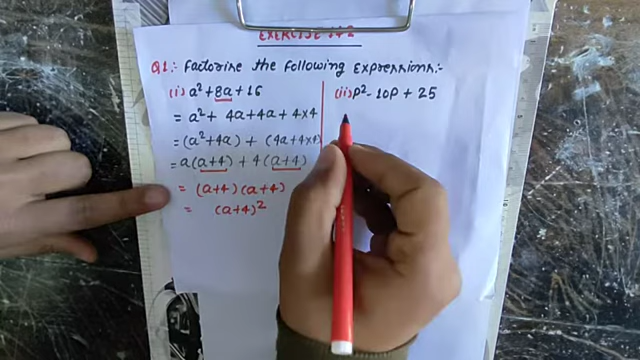 EXERCISE 14.2
Q1:- Factorise the following Expressions:-
(i) a² + 8a + 16
= a² + 4a + 4a + 4×4
= (a² + 4a) + (4a + 4×4)
= a(a+4) + 4(a+4)
= (a+4)(a+4)
= (a+4)²
(ii) P² - 10P + 25